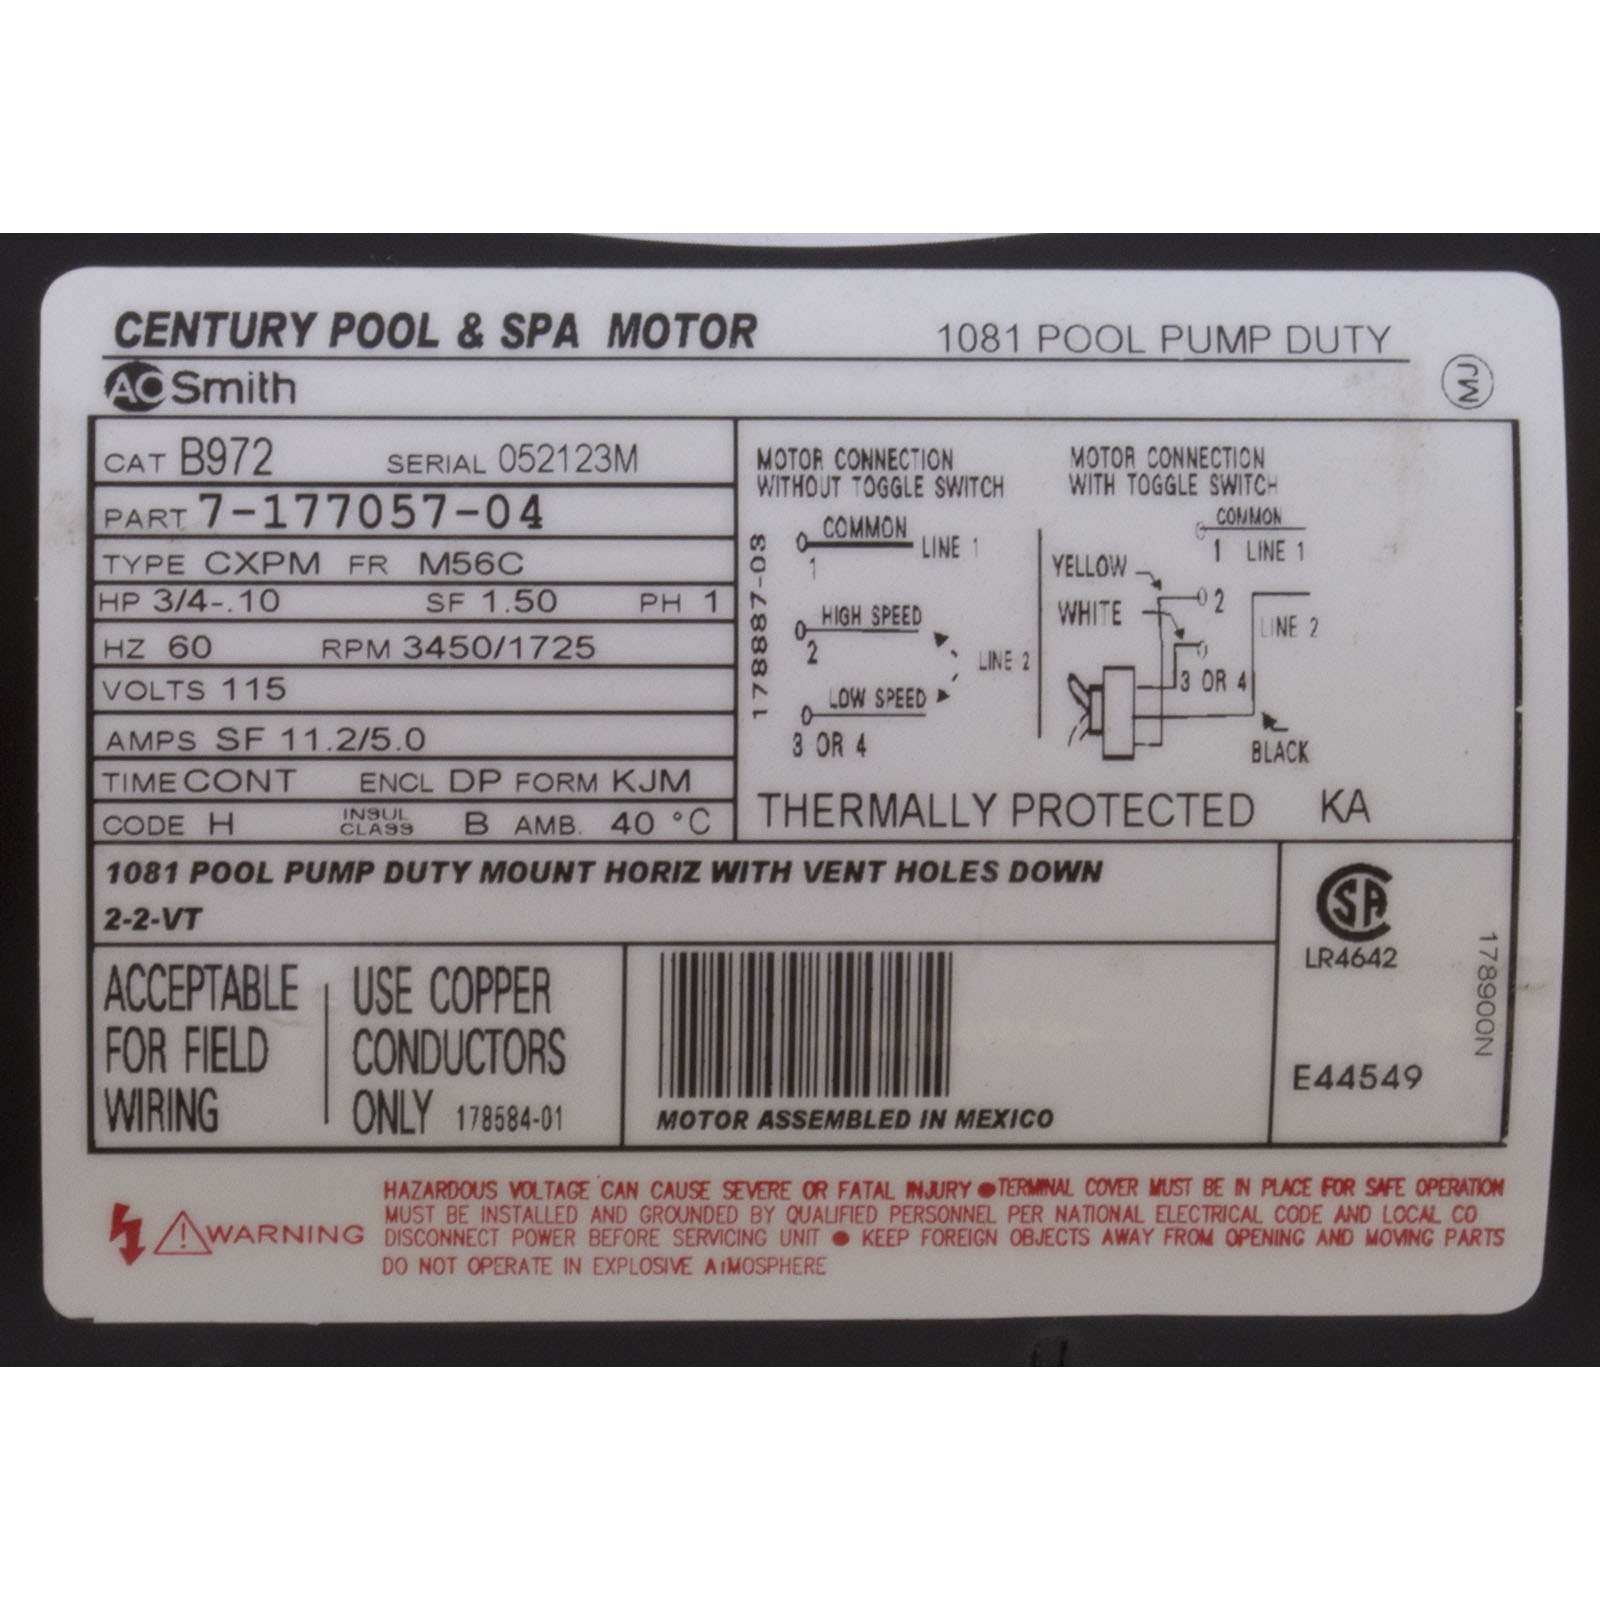 CENTURY POOL & SPA MOTOR
1081 POOL PUMP DUTY
AO Smith
MJ
CAT B972 SERIAL 052123M
PART 7-177057-04
TYPE CXPM FR M56C
HP 3/4-.10 SF 1.50 PH 1
HZ 60 RPM 3450/1725
VOLTS 115
AMPS SF 11.2/5.0
TIME CONT ENCL DP FORM KJM
CODE H INSUL CLASS B AMB. 40 °C
178887-03
MOTOR CONNECTION
WITHOUT TOGGLE SWITCH
COMMON
1
LINE 1
HIGH SPEED
2
LINE 2
LOW SPEED
3 OR 4
MOTOR CONNECTION
WITH TOGGLE SWITCH
COMMON
1 LINE 1
YELLOW
2
WHITE
LINE 2
3 OR 4
BLACK
THERMALLY PROTECTED KA
1081 POOL PUMP DUTY MOUNT HORIZ WITH VENT HOLES DOWN
2-2-VT
ACCEPTABLE
FOR FIELD
WIRING
USE COPPER
CONDUCTORS
ONLY 178584-01
MOTOR ASSEMBLED IN MEXICO
SA
LR4642
E44549
178900N
WARNING
HAZARDOUS VOLTAGE CAN CAUSE SEVERE OR FATAL INJURY ●TERMINAL COVER MUST BE IN PLACE FOR SAFE OPERATION
MUST BE INSTALLED AND GROUNDED BY QUALIFIED PERSONNEL PER NATIONAL ELECTRICAL CODE AND LOCAL CO
DISCONNECT POWER BEFORE SERVICING UNIT ● KEEP FOREIGN OBJECTS AWAY FROM OPENING AND MOVING PARTS
DO NOT OPERATE IN EXPLOSIVE ATMOSPHERE